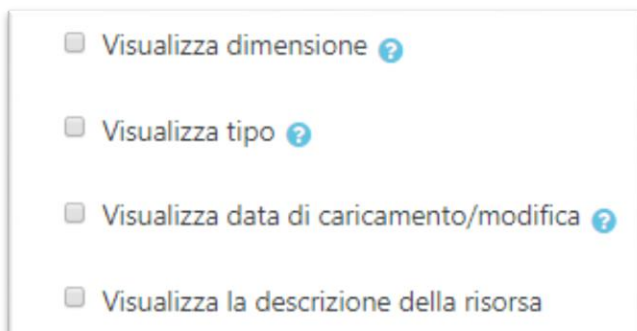 Visualizza dimensione ?
Visualizza tipo ?
Visualizza data di caricamento/modifica ?
Visualizza la descrizione della risorsa